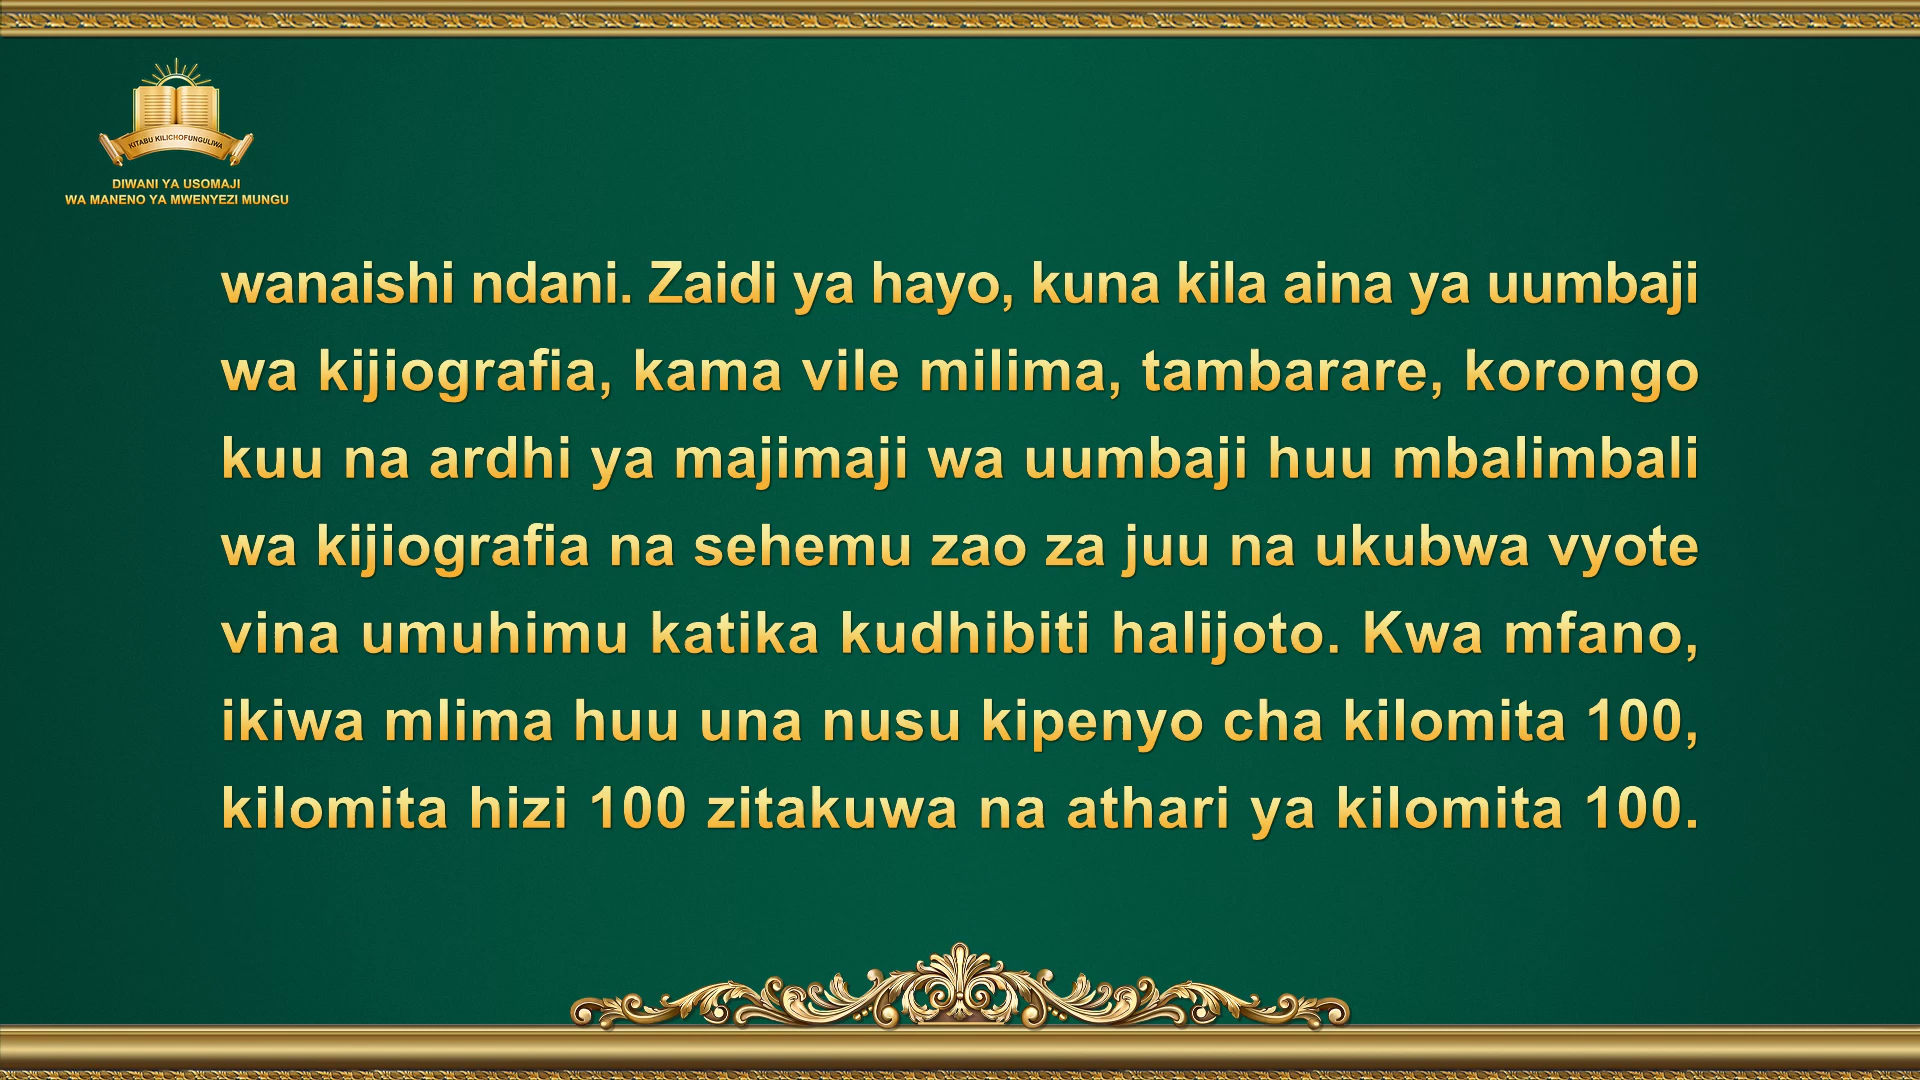 KITABU KILICHOFUNGULIWA
DIWANI YA USOMAJI
WA MANENO YA MWENYEZI MUNGU
wanaishi ndani. Zaidi ya hayo, kuna kila aina ya uumbaji
wa kijiografia, kama vile milima, tambarare, korongo
kuu na ardhi ya majimaji wa uumbaji huu mbalimbali
wa kijiografia na sehemu zao za juu na ukubwa vyote
vina umuhimu katika kudhibiti halijoto. Kwa mfano,
ikiwa mlima huu una nusu kipenyo cha kilomita 100,
kilomita hizi 100 zitakuwa na athari ya kilomita 100.